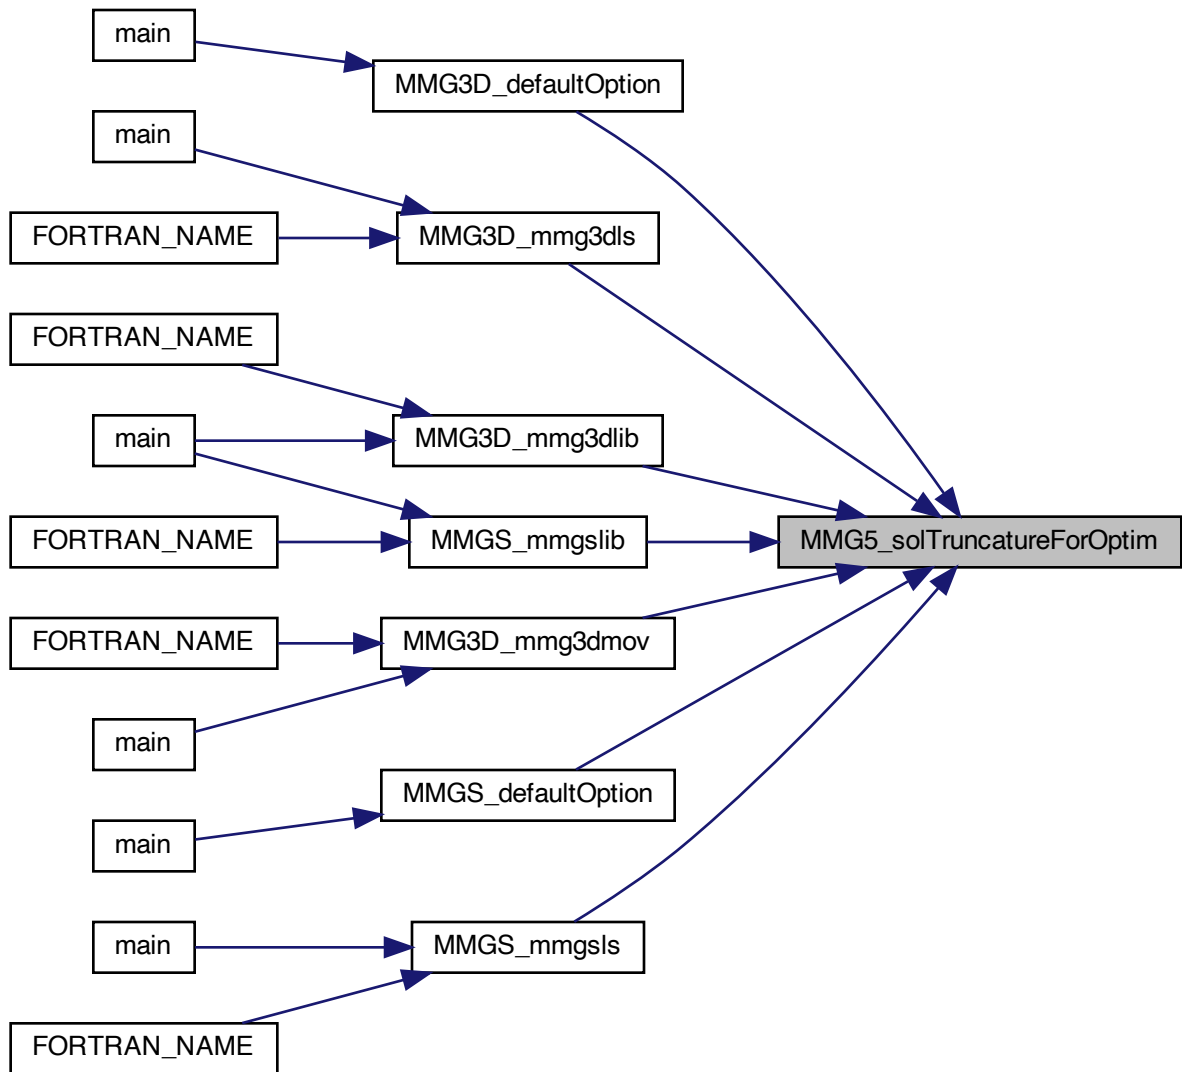 main
MMG3D_defaultOption
main
FORTRAN_NAME
MMG3D_mmg3dls
FORTRAN_NAME
main
MMG3D_mmg3dlib
FORTRAN_NAME
MMGS_mmgslib
MMG5_solTruncatureForOptim
FORTRAN_NAME
MMG3D_mmg3dmov
main
MMGS_defaultOption
main
main
MMGS_mmgsls
FORTRAN_NAME